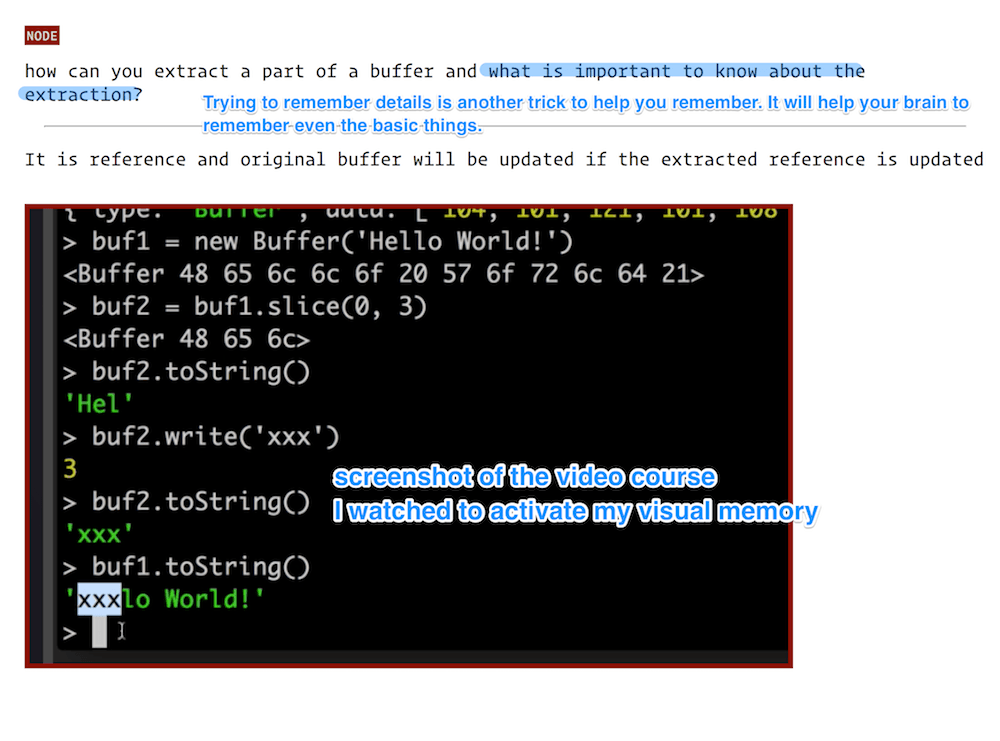 NODE
how can you extract a part of a buffer and what is important to know about the
extraction?
Trying to remember details is another trick to help you remember. It will help your brain to
remember even the basic things.
It is reference and original buffer will be updated if the extracted reference is updated
{ type: 'Buffer', data: [ 104, 101, 121, 101, 108
> buf1 = new Buffer('Hello World!')
<Buffer 48 65 6c 6c 6f 20 57 6f 72 6c 64 21>
> buf2 = buf1.slice(0, 3)
<Buffer 48 65 6c>
> buf2.toString()
'Hel'
> buf2.write('xxx')
3
> buf2.toString()
'xxx'
> buf1.toString()
'xxxlo World!'
>
screenshot of the video course
I watched to activate my visual memory